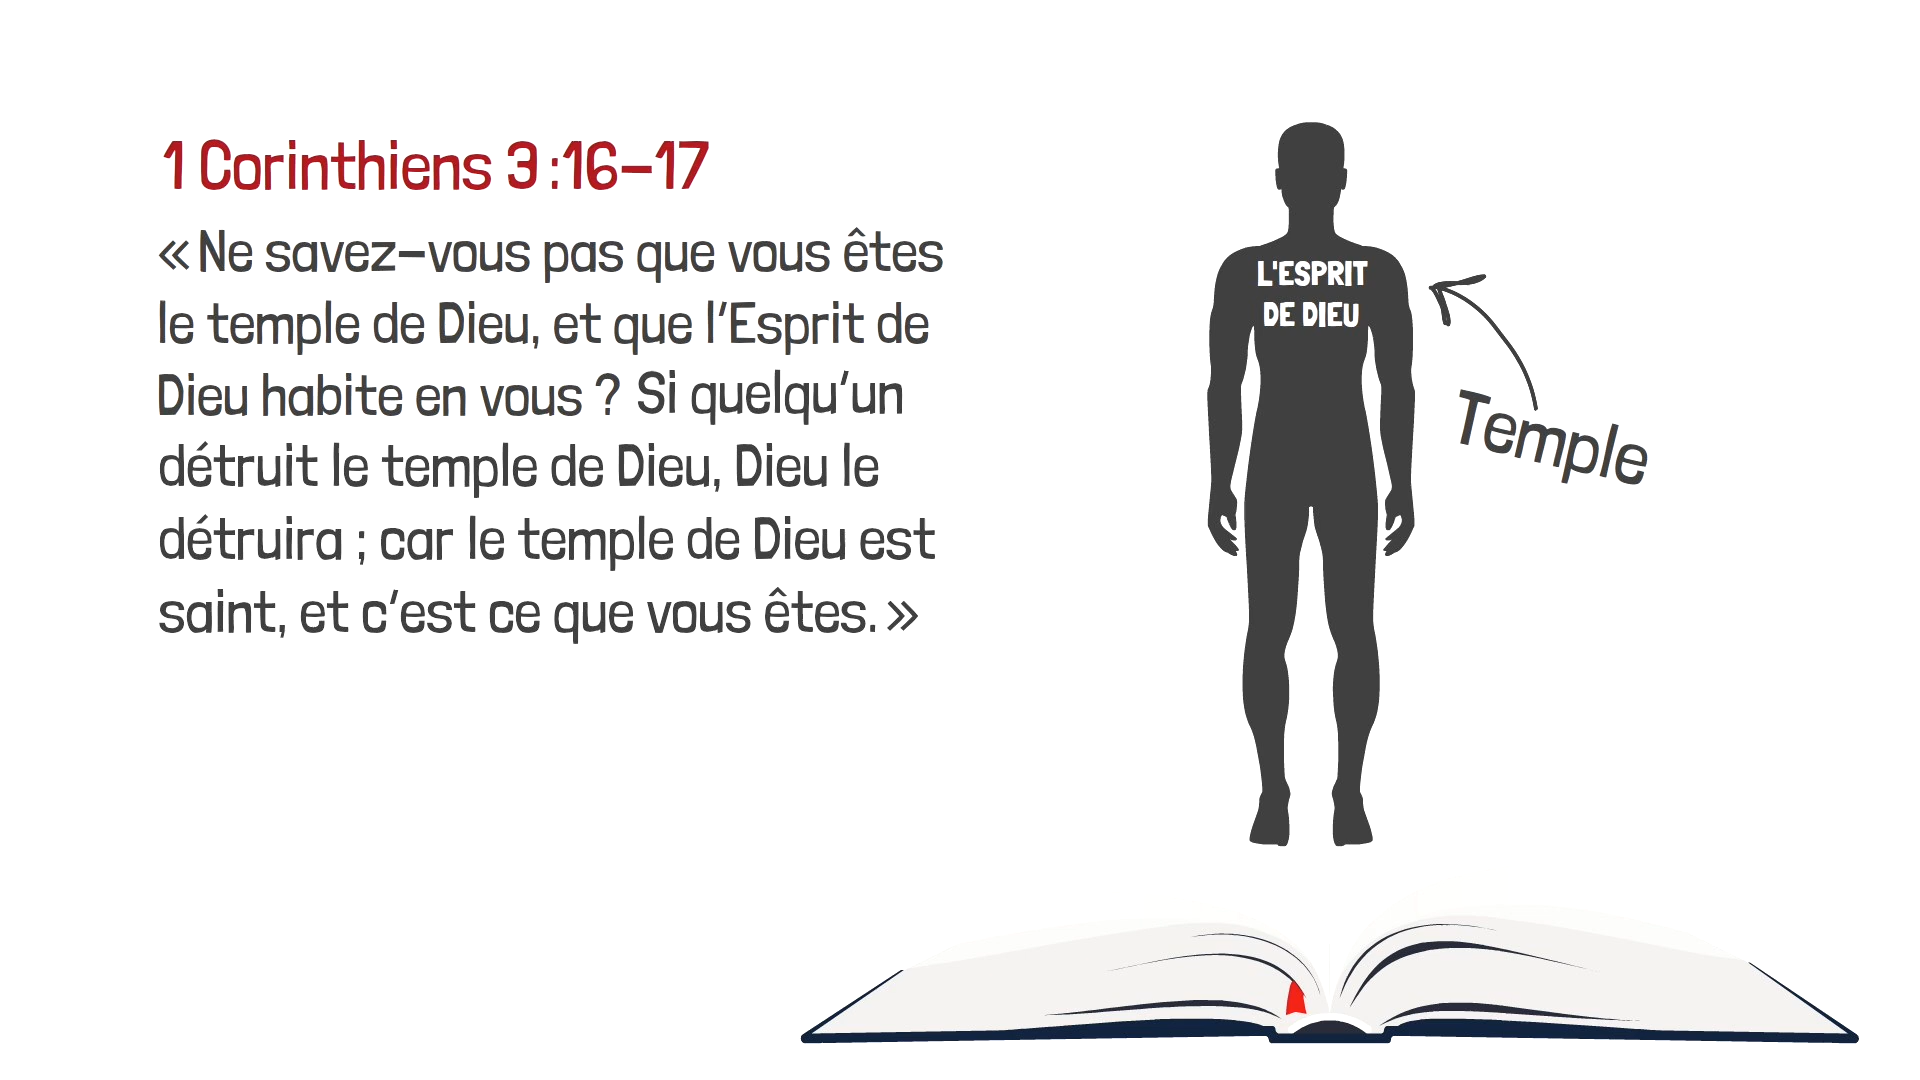 1 Corinthiens 3 :16-17
« Ne savez-vous pas que vous êtes
le temple de Dieu, et que l'Esprit de
Dieu habite en vous ? Si quelqu'un
détruit le temple de Dieu, Dieu le
détruira ; car le temple de Dieu est
saint, et c'est ce que vous êtes. »
L'ESPRIT
DE DIEU
Temple